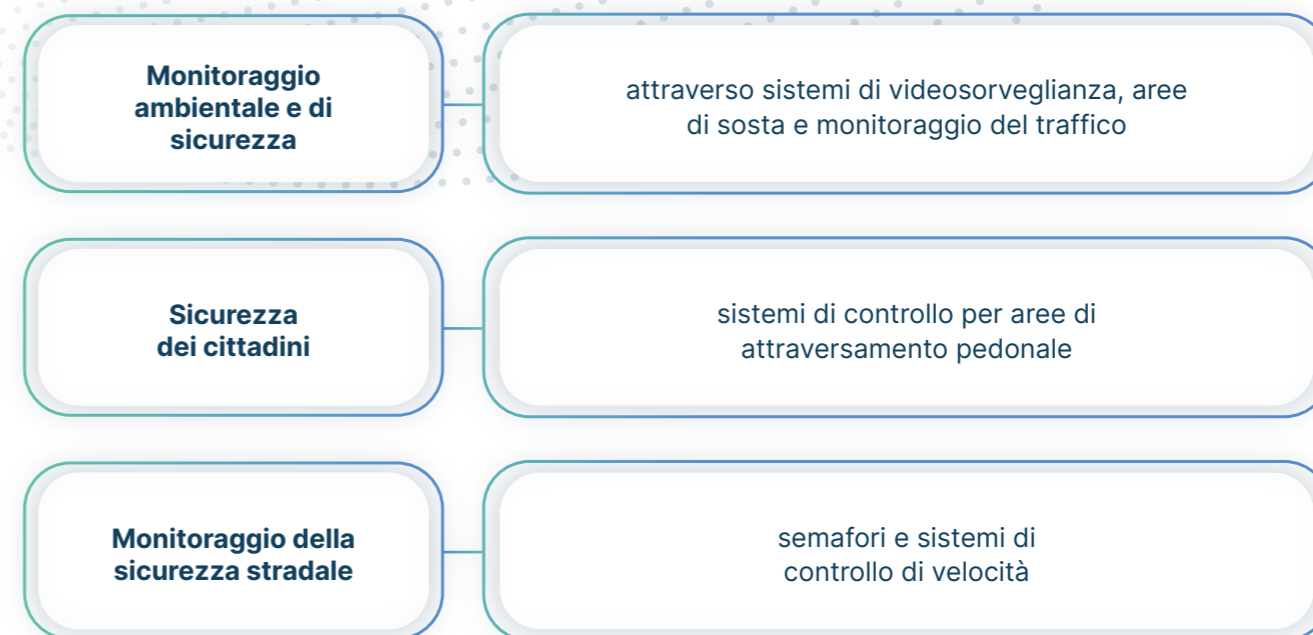 Monitoraggio
ambientale e di
sicurezza
attraverso sistemi di videosorveglianza, aree
di sosta e monitoraggio del traffico
Sicurezza
dei cittadini
sistemi di controllo per aree di
attraversamento pedonale
Monitoraggio della
sicurezza stradale
semafori e sistemi di
controllo di velocità